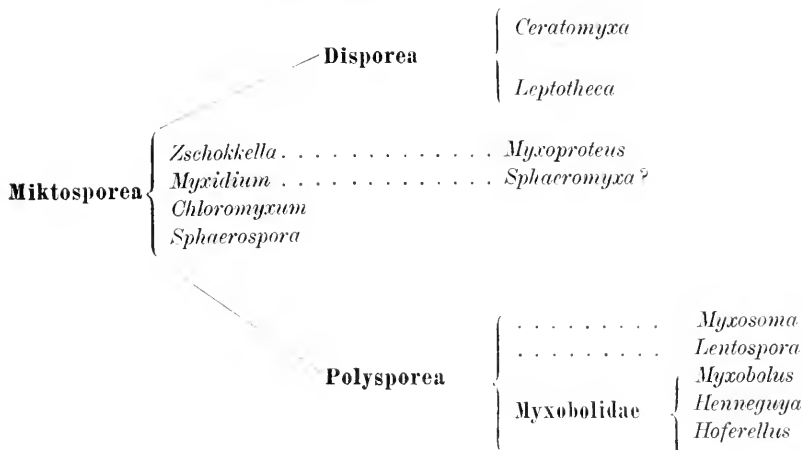 Ceratomyxa
Disporea
Leptotheca
Zschokkella . . . . . . . . . . . . . . Myxoproteus
Myxidium . . . . . . . . . . . . . . Sphaeromyxa ?
Miktosporea
Chloromyxum
Sphaerospora
. . . . . . . . . Myxosoma
. . . . . . . . . Lentospora
Polysporea
Myxobolus
Myxobolidae
Henneguya
Hoferellus